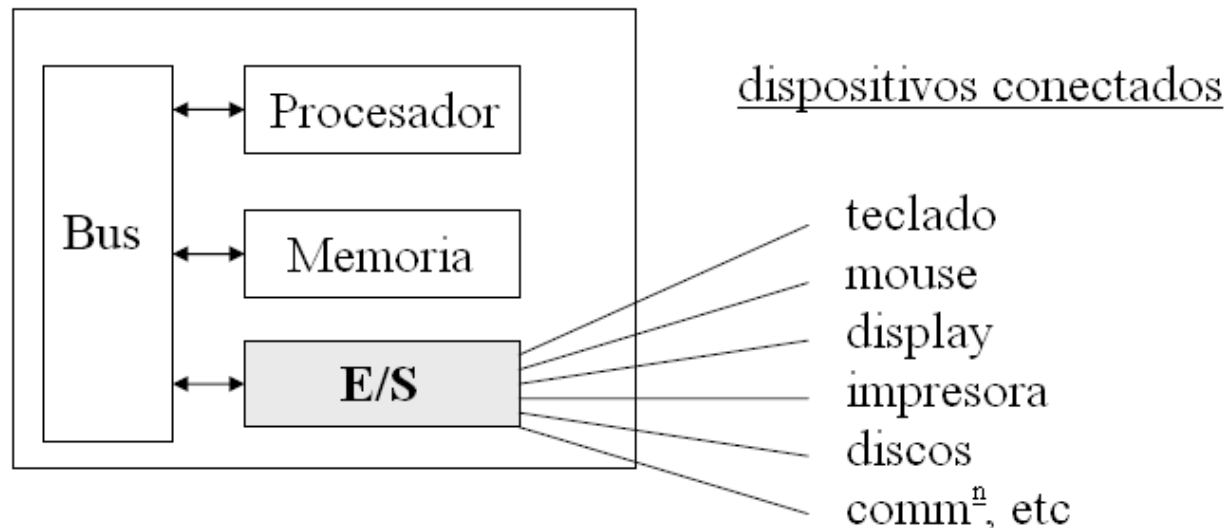 Bus
Procesador
Memoria
E/S
dispositivos conectados
teclado
mouse
display
impresora
discos
commⁿ, etc